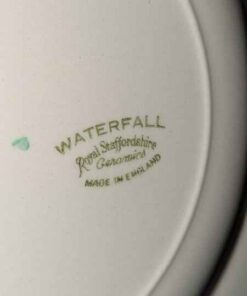 WATERFALL
Royal Staffordshire
Ceramics
MADE IN ENGLAND